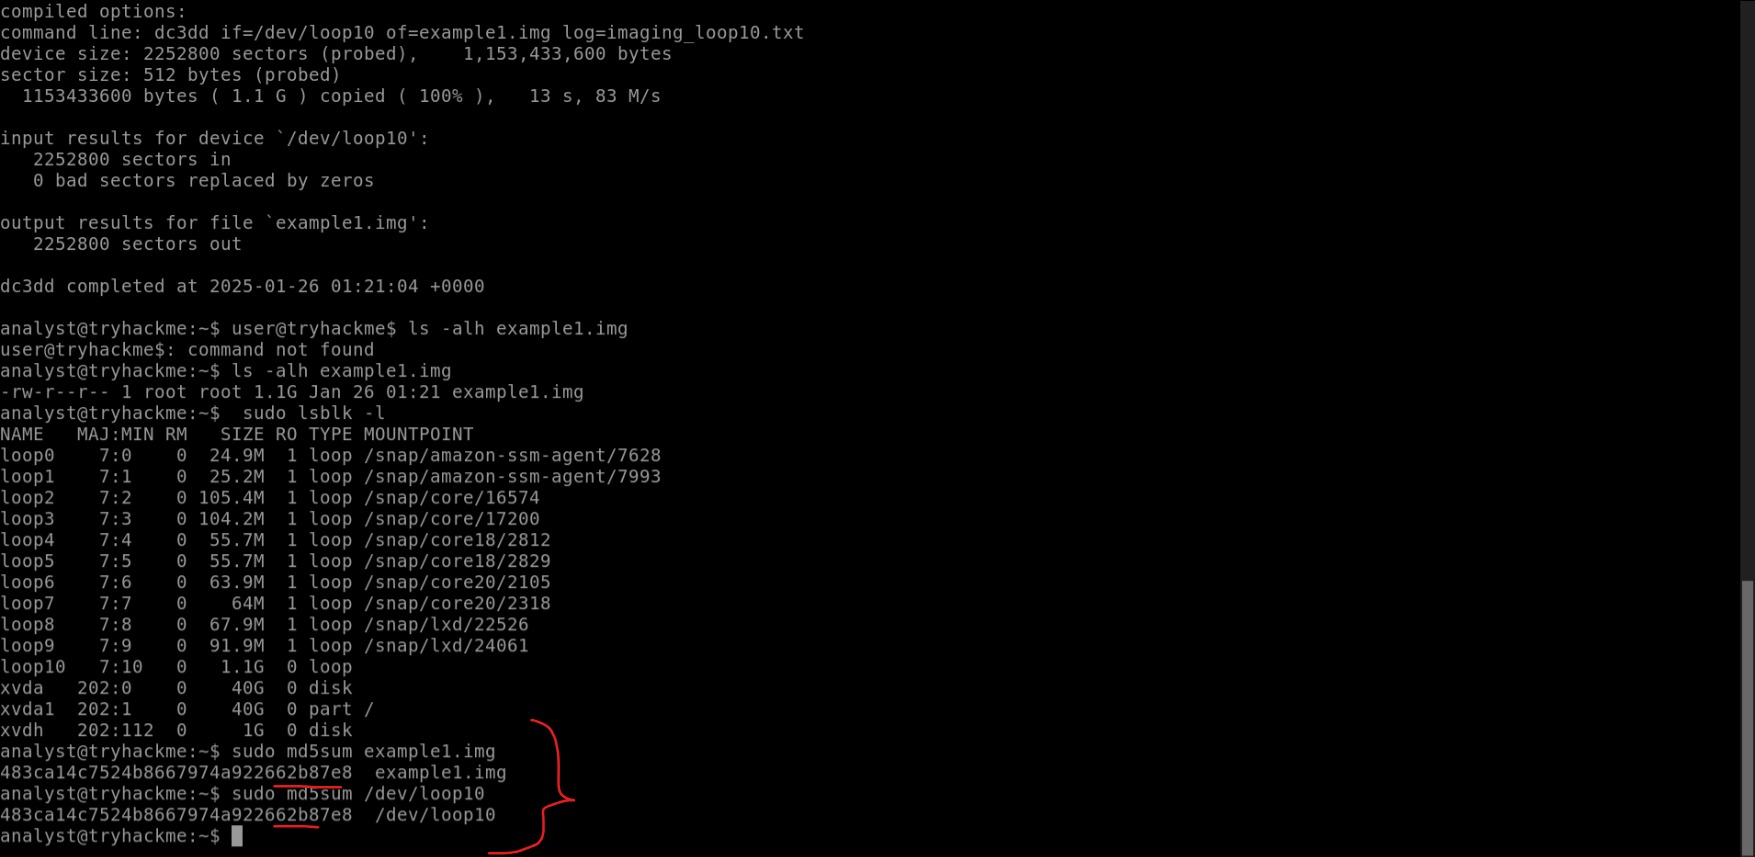 compiled options:
command line: dc3dd if=/dev/loop10 of=example1.img log=imaging_loop10.txt
device size: 2252800 sectors (probed),    1,153,433,600 bytes
sector size: 512 bytes (probed)
  1153433600 bytes ( 1.1 G ) copied ( 100% ),   13 s, 83 M/s

input results for device `/dev/loop10':
   2252800 sectors in
   0 bad sectors replaced by zeros

output results for file `example1.img':
   2252800 sectors out

dc3dd completed at 2025-01-26 01:21:04 +0000

analyst@tryhackme:~$ user@tryhackme$ ls -alh example1.img
user@tryhackme$: command not found
analyst@tryhackme:~$ ls -alh example1.img
-rw-r--r-- 1 root root 1.1G Jan 26 01:21 example1.img
analyst@tryhackme:~$  sudo lsblk -l
NAME   MAJ:MIN RM   SIZE RO TYPE MOUNTPOINT
loop0    7:0    0  24.9M  1 loop /snap/amazon-ssm-agent/7628
loop1    7:1    0  25.2M  1 loop /snap/amazon-ssm-agent/7993
loop2    7:2    0 105.4M  1 loop /snap/core/16574
loop3    7:3    0 104.2M  1 loop /snap/core/17200
loop4    7:4    0  55.7M  1 loop /snap/core18/2812
loop5    7:5    0  55.7M  1 loop /snap/core18/2829
loop6    7:6    0  63.9M  1 loop /snap/core20/2105
loop7    7:7    0    64M  1 loop /snap/core20/2318
loop8    7:8    0  67.9M  1 loop /snap/lxd/22526
loop9    7:9    0  91.9M  1 loop /snap/lxd/24061
loop10   7:10   0   1.1G  0 loop
xvda   202:0    0    40G  0 disk
xvda1  202:1    0    40G  0 part /
xvdh   202:112  0     1G  0 disk
analyst@tryhackme:~$ sudo md5sum example1.img
483ca14c7524b8667974a922662b87e8  example1.img
analyst@tryhackme:~$ sudo md5sum /dev/loop10
483ca14c7524b8667974a922662b87e8  /dev/loop10
analyst@tryhackme:~$